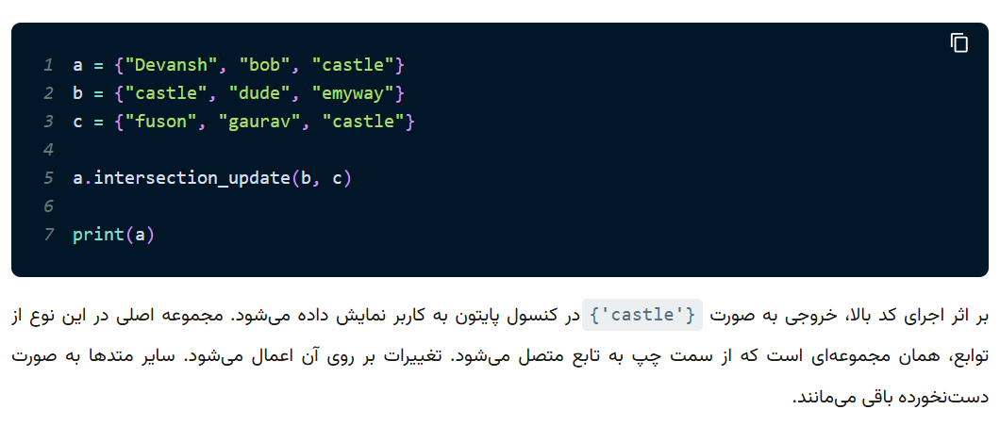 1 a = {"Devansh", "bob", "castle"}
2 b = {"castle", "dude", "emyway"}
3 c = {"fuson", "gaurav", "castle"}
4
5 a.intersection_update(b, c)
6
7 print(a)
بر اثر اجرای کد بالا، خروجی به صورت {'castle'} در کنسول پایتون به کاربر نمایش داده می‌شود. مجموعه اصلی در این نوع از
توابع، همان مجموعه‌ای است که از سمت چپ به تابع متصل می‌شود. تغییرات بر روی آن اعمال می‌شود. سایر متدها به صورت
دست‌نخورده باقی می‌مانند.